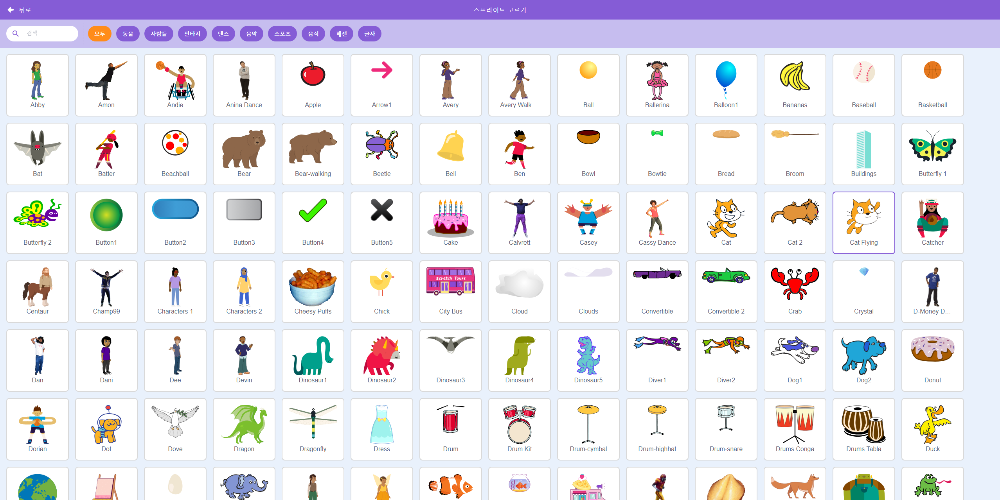 뒤로
스프라이트 고르기
검색
모두 동물 사람들 판타지 댄스 음악 스포츠 음식 패션 글자
Abby Amon Andie Anina Dance Apple Arrow1 Avery Avery Walk... Ball Ballerina Balloon1 Bananas Baseball Basketball
Bat Batter Beachball Bear Bear-walking Beetle Bell Ben Bowl Bowtie Bread Broom Buildings Butterfly 1
Butterfly 2 Button1 Button2 Button3 Button4 Button5 Cake Calvrett Casey Cassy Dance Cat Cat 2 Cat Flying Catcher
Scratch Tours
Centaur Champ99 Characters 1 Characters 2 Cheesy Puffs Chick City Bus Cloud Clouds Convertible Convertible 2 Crab Crystal D-Money D...
Dan Dani Dee Devin Dinosaur1 Dinosaur2 Dinosaur3 Dinosaur4 Dinosaur5 Diver1 Diver2 Dog1 Dog2 Donut
Dorian Dot Dove Dragon Dragonfly Dress Drum Drum Kit Drum-cymbal Drum-highhat Drum-snare Drums Conga Drums Tabla Duck